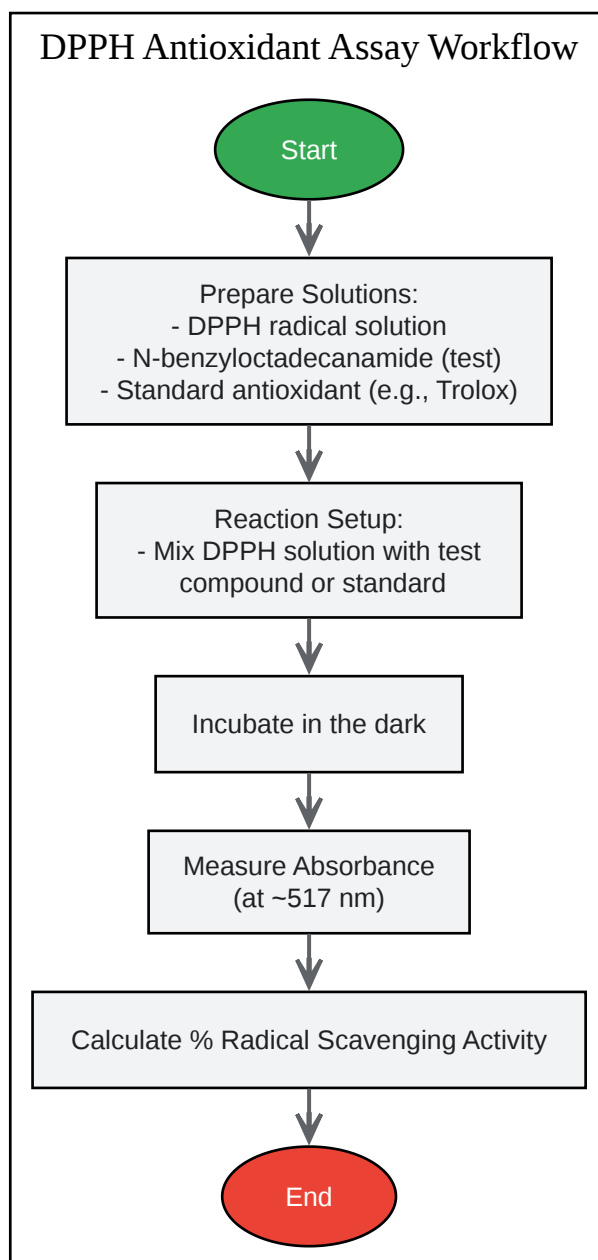 DPPH Antioxidant Assay Workflow
Start
Prepare Solutions:
- DPPH radical solution
- N-benzyloctadecanamide (test)
- Standard antioxidant (e.g., Trolox)
Reaction Setup:
- Mix DPPH solution with test
compound or standard
Incubate in the dark
Measure Absorbance
(at ~517 nm)
Calculate % Radical Scavenging Activity
End